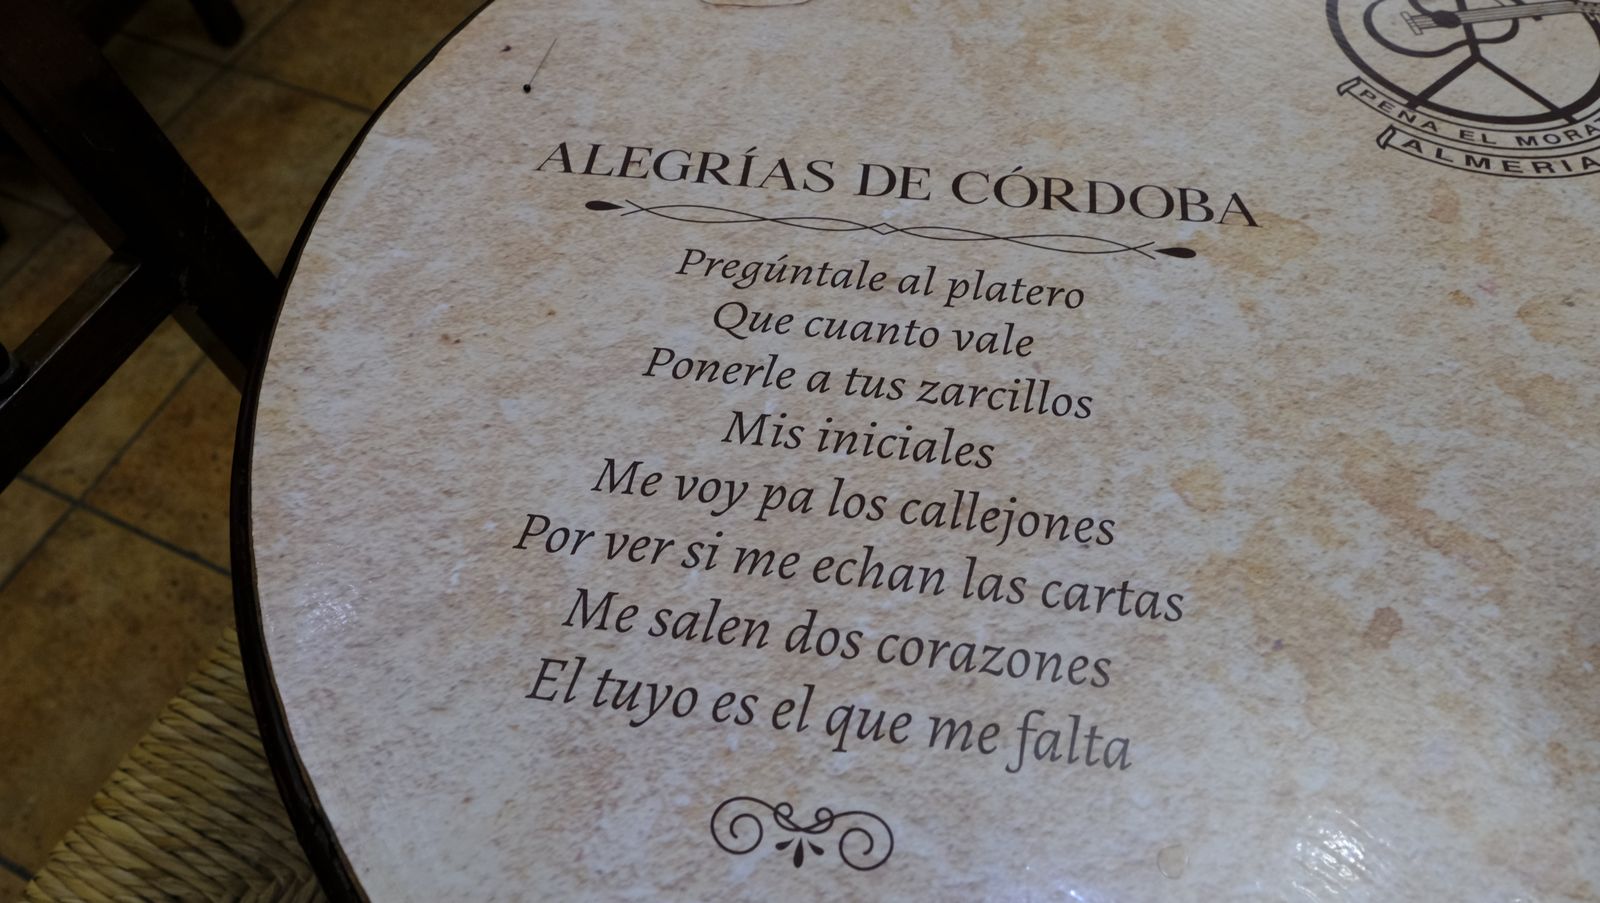 PEÑA EL MORA
ALMERIA
ALEGRÍAS DE CÓRDOBA
Pregúntale al platero
Que cuanto vale
Ponerle a tus zarcillos
Mis iniciales
Me voy pa los callejones
Por ver si me echan las cartas
Me salen dos corazones
El tuyo es el que me falta